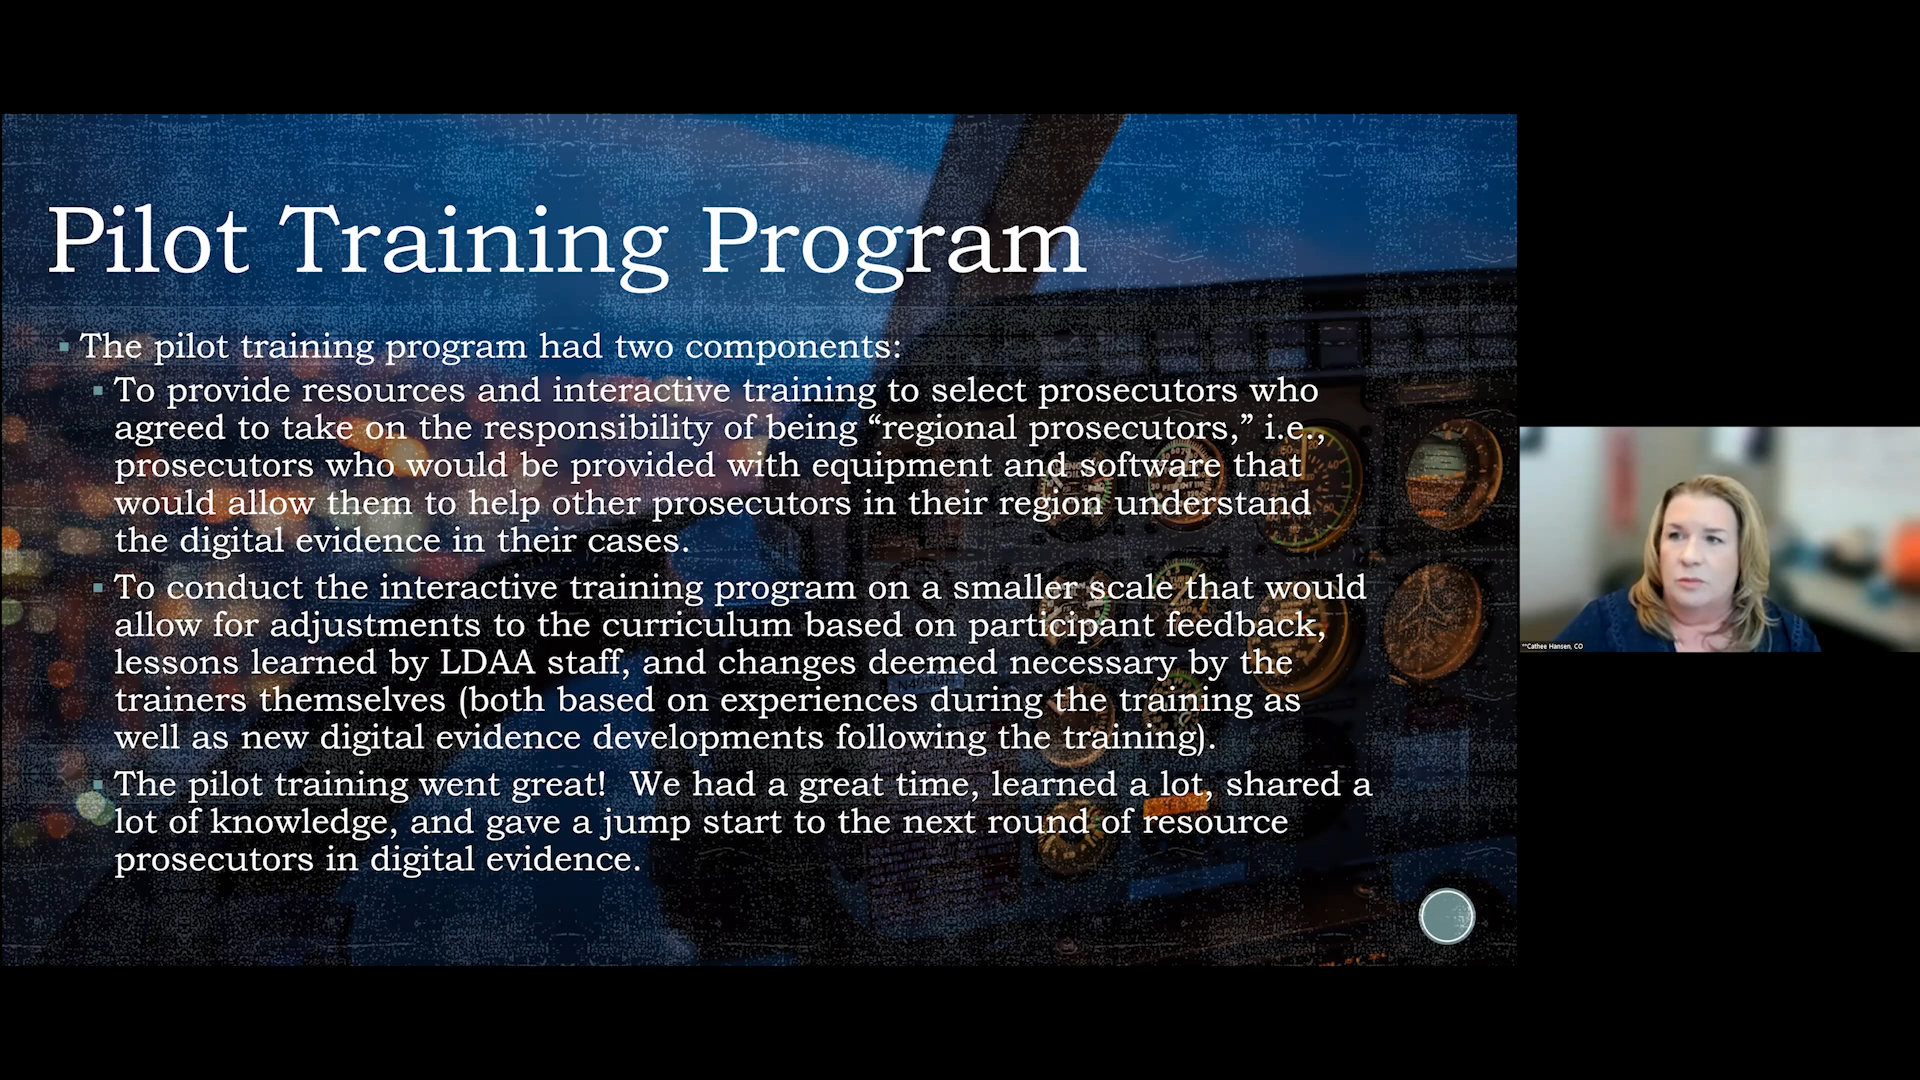 Pilot Training Program
▪ The pilot training program had two components:
▪ To provide resources and interactive training to select prosecutors who
agreed to take on the responsibility of being “regional prosecutors,” i.e.,
prosecutors who would be provided with equipment and software that
would allow them to help other prosecutors in their region understand
the digital evidence in their cases.
▪ To conduct the interactive training program on a smaller scale that would
allow for adjustments to the curriculum based on participant feedback,
lessons learned by LDAA staff, and changes deemed necessary by the
trainers themselves (both based on experiences during the training as
well as new digital evidence developments following the training).
▪ The pilot training went great!  We had a great time, learned a lot, shared a
lot of knowledge, and gave a jump start to the next round of resource
prosecutors in digital evidence.
**Cathee Hansen, CO